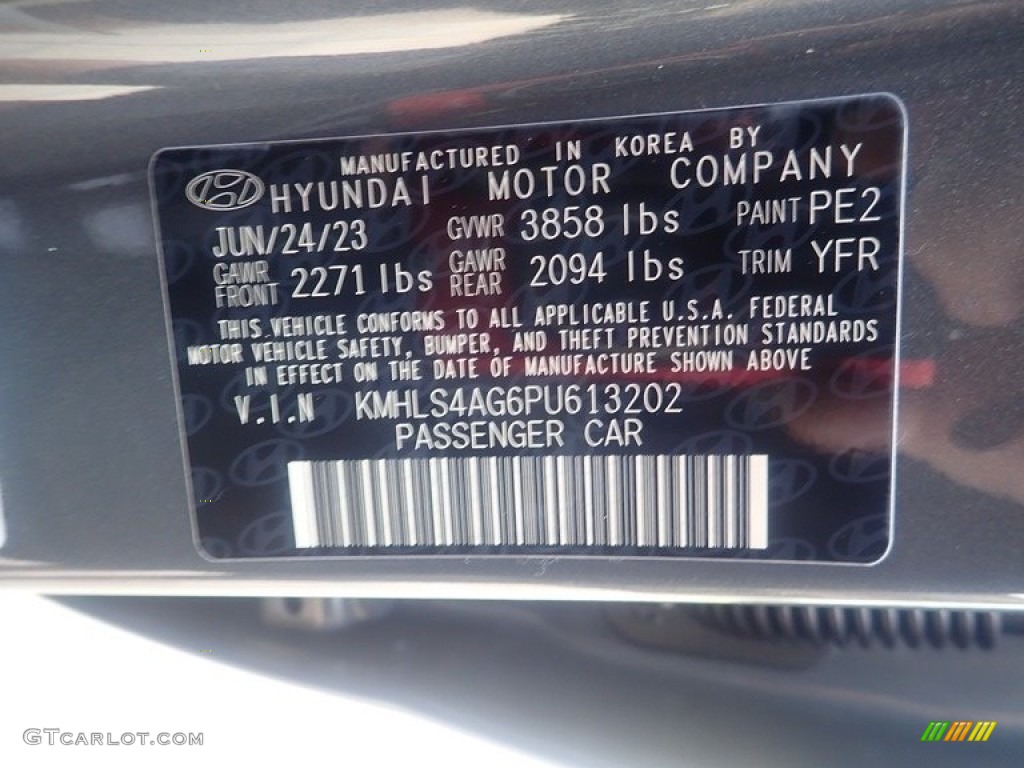 MANUFACTURED IN KOREA BY
HYUNDAI MOTOR COMPANY
JUN/24/23 GVWR 3858 lbs PAINT PE2
GAWR FRONT 2271 lbs GAWR REAR 2094 lbs TRIM YFR
THIS VEHICLE CONFORMS TO ALL APPLICABLE U.S.A. FEDERAL
MOTOR VEHICLE SAFETY, BUMPER, AND THEFT PREVENTION STANDARDS
IN EFFECT ON THE DATE OF MANUFACTURE SHOWN ABOVE
V.I.N KMHLS4AG6PU613202
PASSENGER CAR
GTCarlot.com